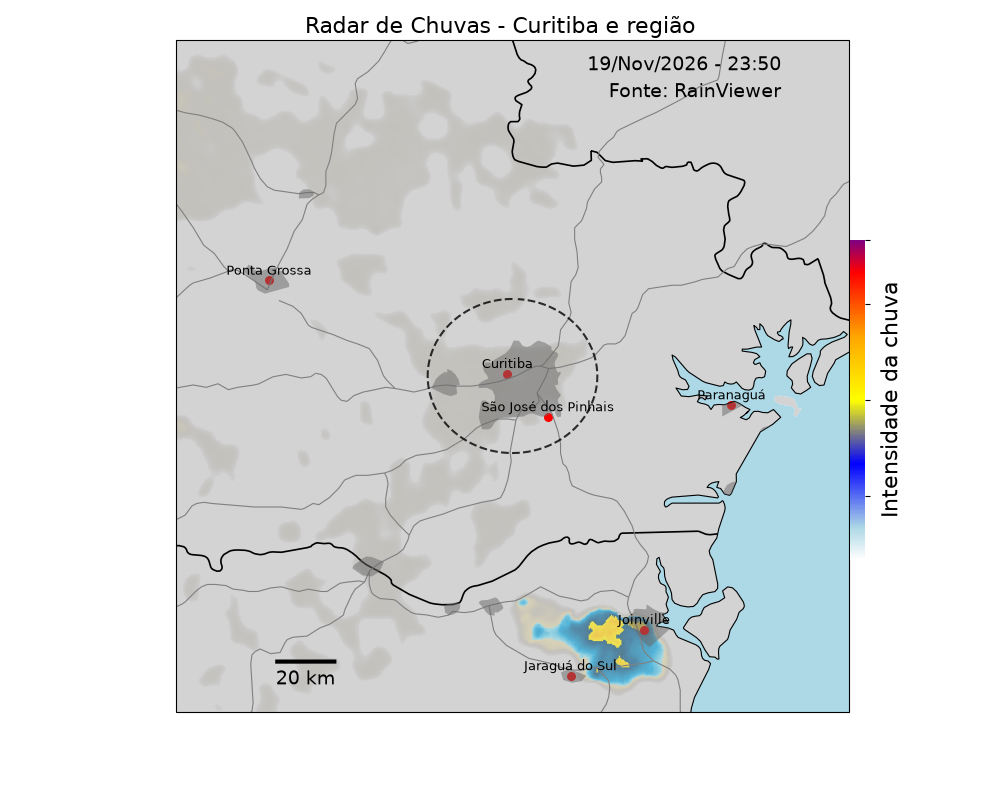 Radar de Chuvas - Curitiba e região
19/Nov/2026 - 23:50
Fonte: RainViewer
Ponta Grossa
Curitiba
Paranaguá
São José dos Pinhais
Intensidade da chuva
Joinville
Jaraguá do Sul
20 km